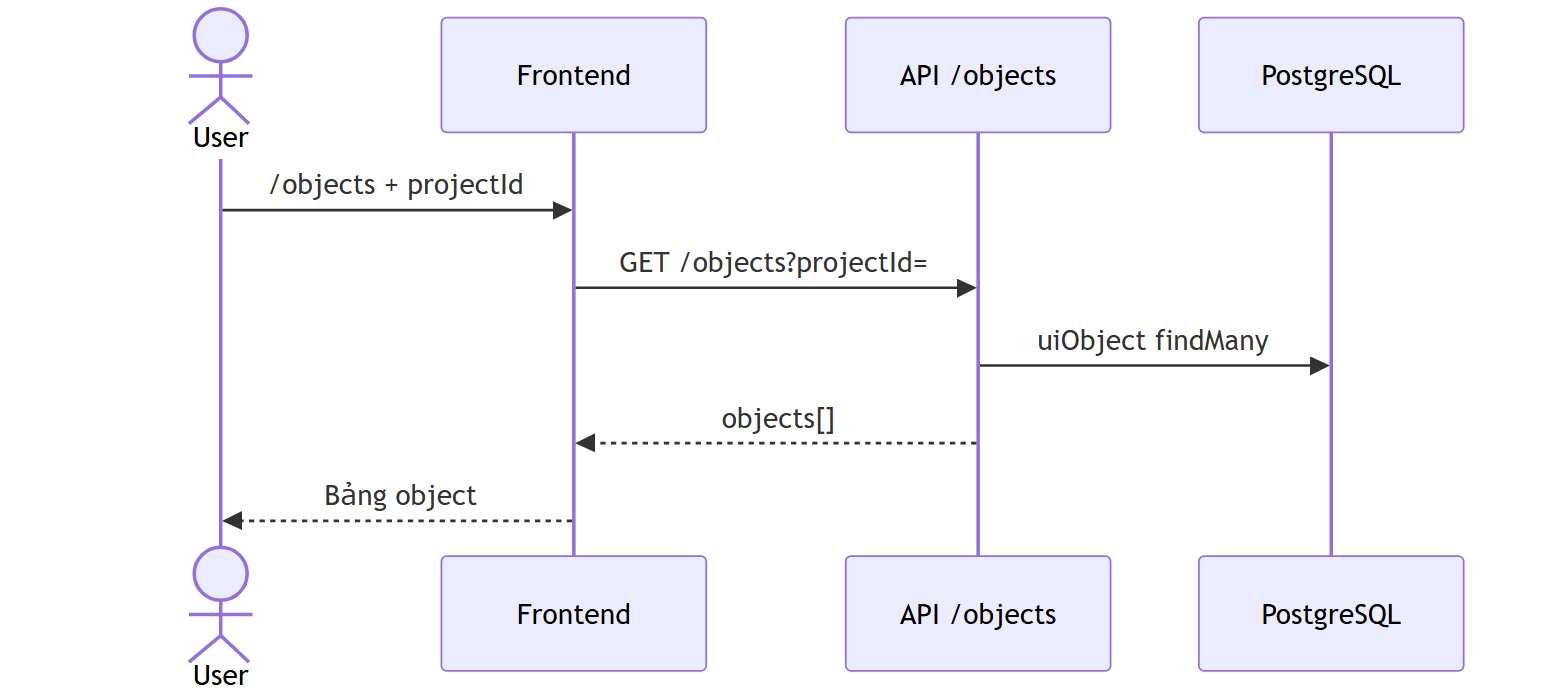 User
Frontend
API /objects
PostgreSQL
/objects + projectId
GET /objects?projectId=
uiObject findMany
objects[]
Bảng object
User
Frontend
API /objects
PostgreSQL